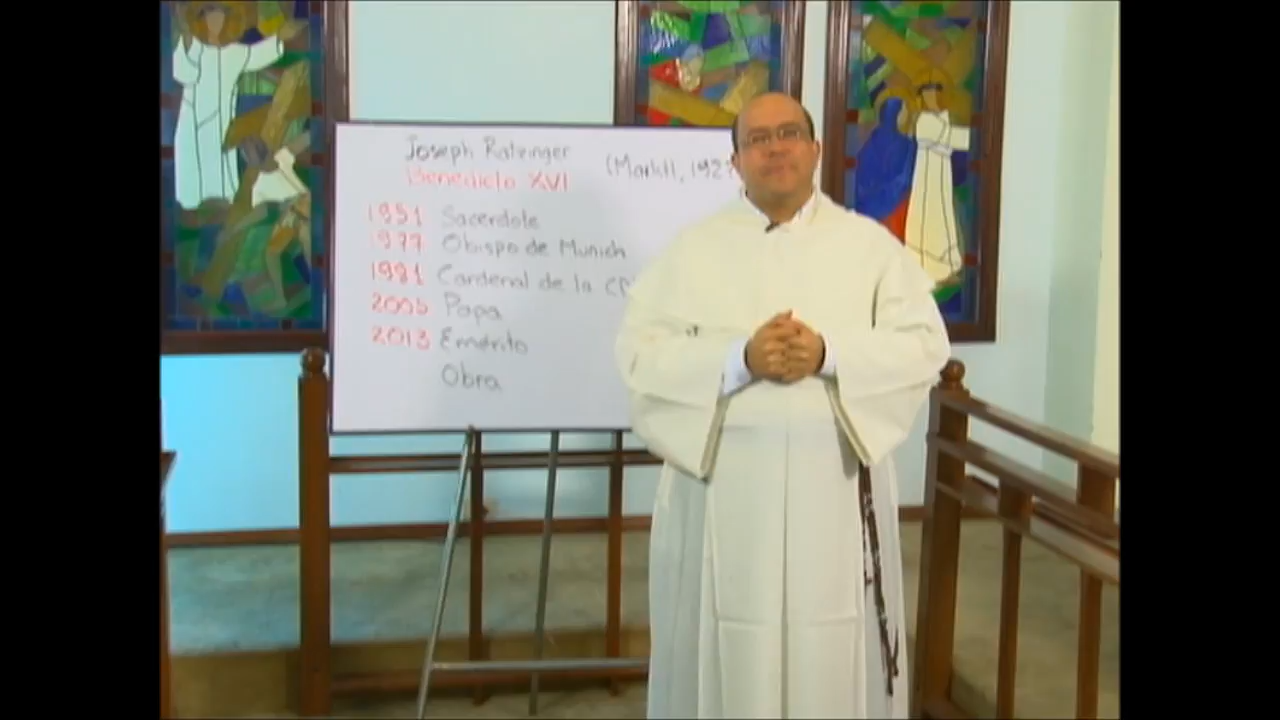 Joseph Ratzinger
Benedicto XVI
(Marktl, 192
1951 Sacerdote
1977 Obispo de Munich
1981 Cardenal de la
2005 Papa
2013 Emérito
Obra